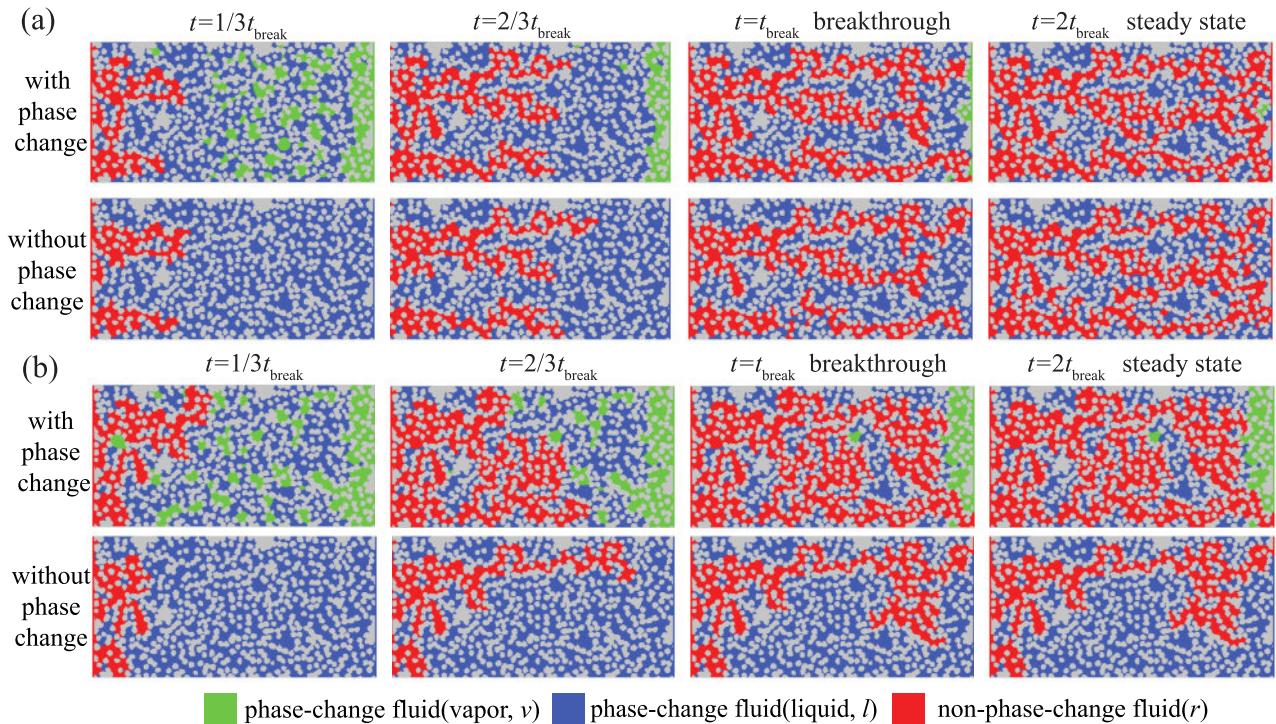 (a)
t=1/3t_break
t=2/3t_break
t=t_break breakthrough
t=2t_break steady state
with
phase
change
without
phase
change
(b)
t=1/3t_break
t=2/3t_break
t=t_break breakthrough
t=2t_break steady state
with
phase
change
without
phase
change
phase-change fluid(vapor, v)
phase-change fluid(liquid, l)
non-phase-change fluid(r)